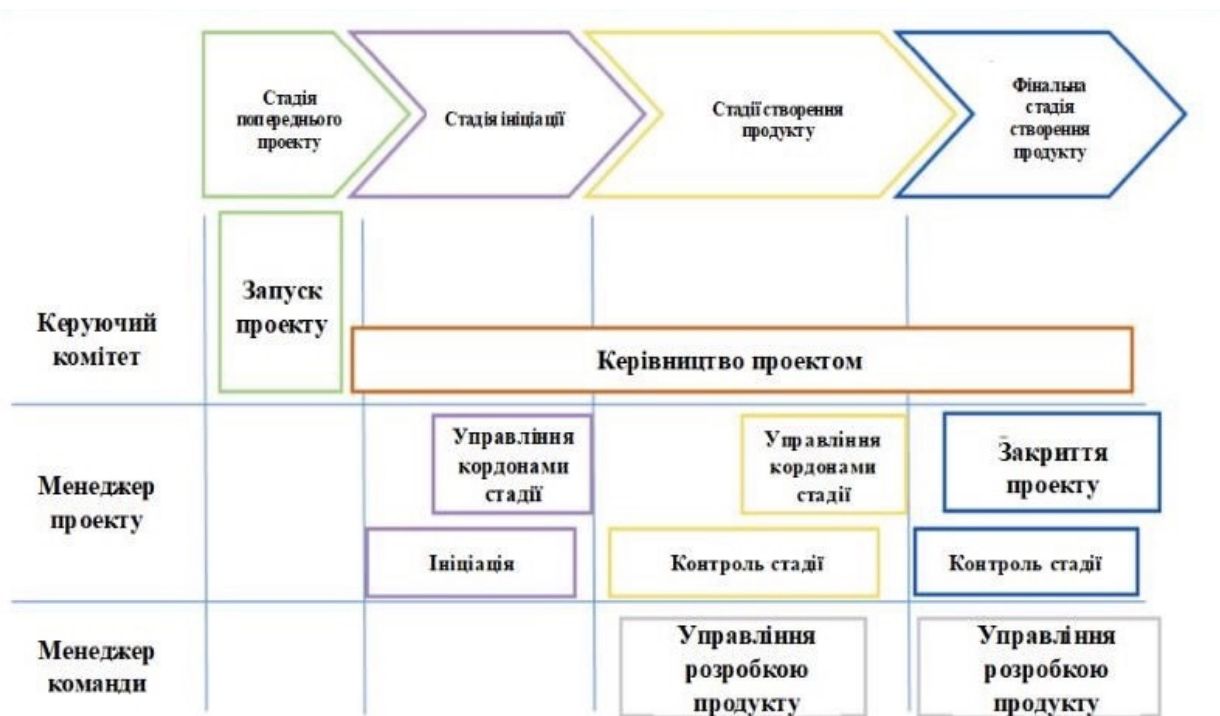 Стадія
попереднього
проекту
Стадія ініціації
Стадії створення
продукту
Фінальна
стадія
створення
продукту
Керуючий
комітет
Запуск
проекту
Керівництво проектом
Менеджер
проекту
Управління
кордонами
стадії
Управління
кордонами
стадії
Закриття
проекту
Ініціація
Контроль стадії
Контроль стадії
Менеджер
команди
Управління
розробкою
продукту
Управління
розробкою
продукту